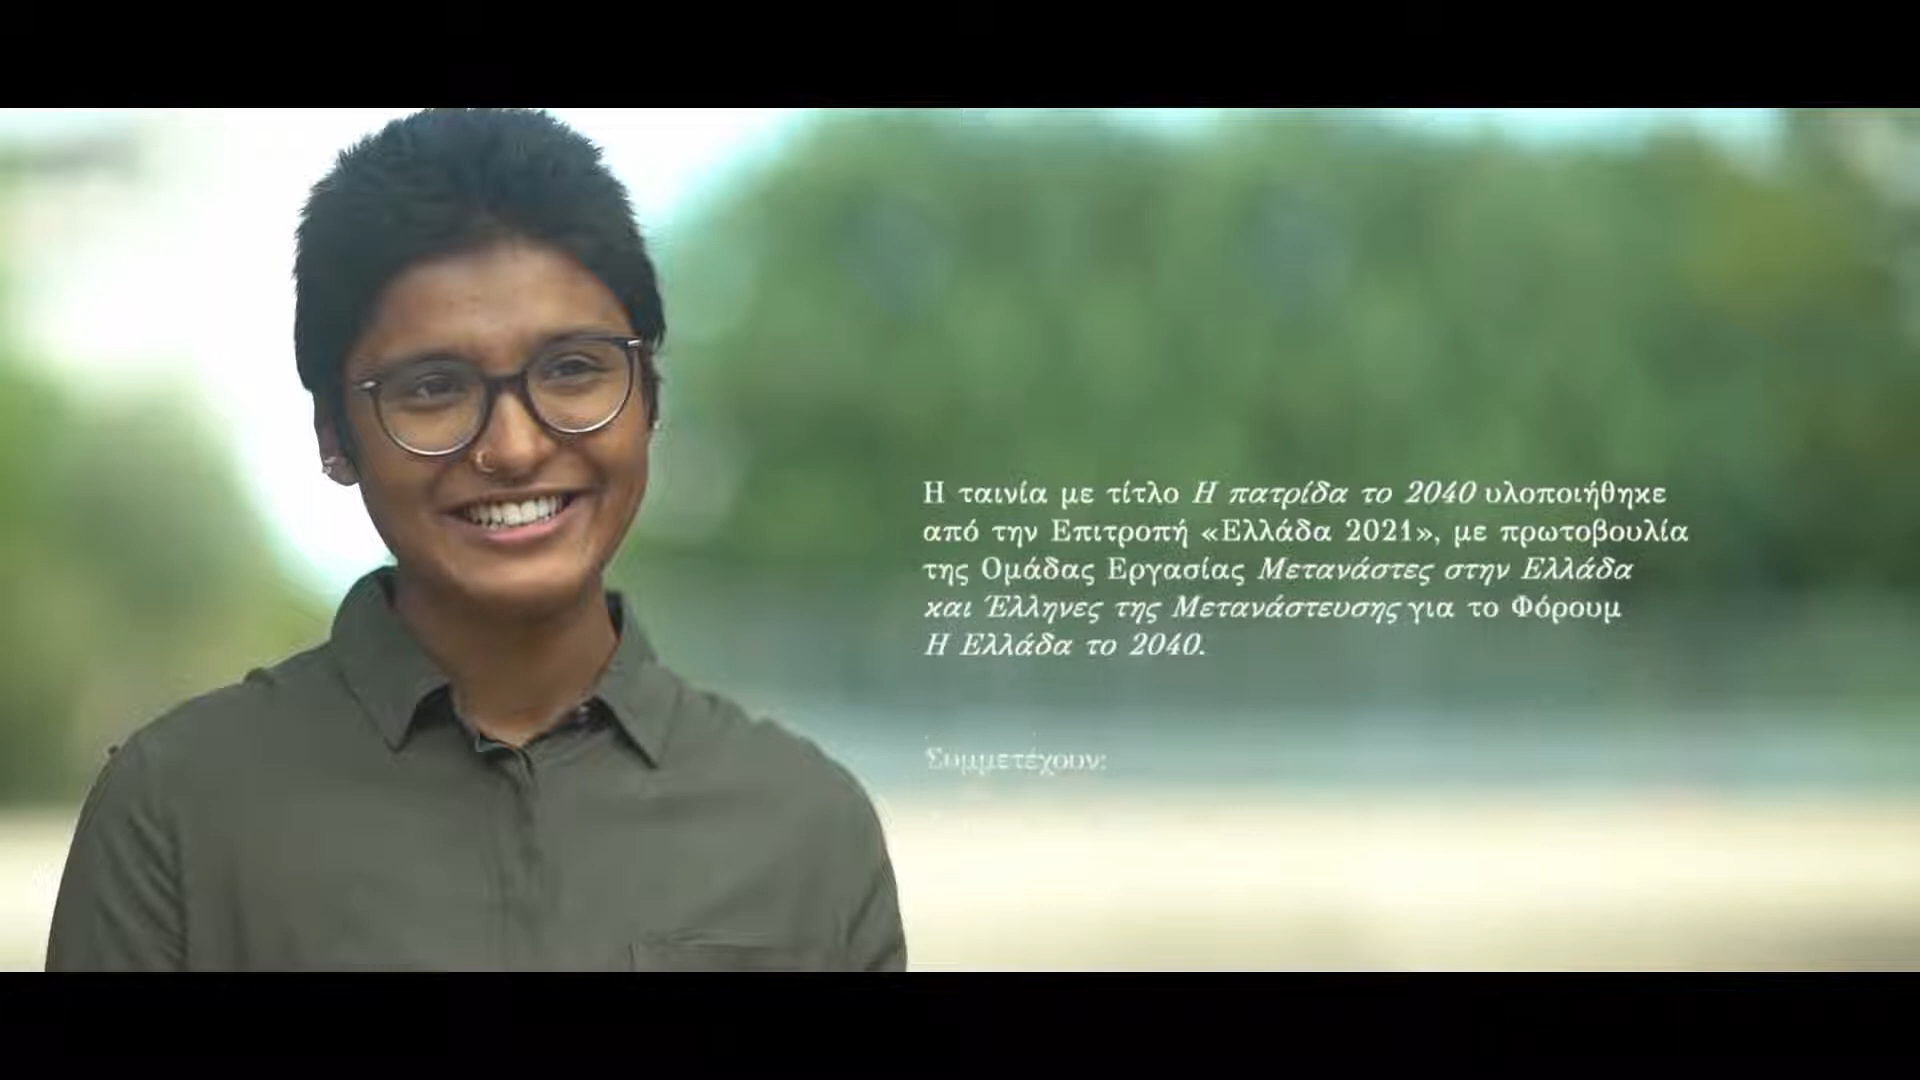 Η ταινία με τίτλο Η πατρίδα το 2040 υλοποιήθηκε
από την Επιτροπή «Ελλάδα 2021», με πρωτοβουλία
της Ομάδας Εργασίας Μετανάστες στην Ελλάδα
και Έλληνες της Μετανάστευσης για το Φόρουμ
Η Ελλάδα το 2040.
Συμμετέχουν: